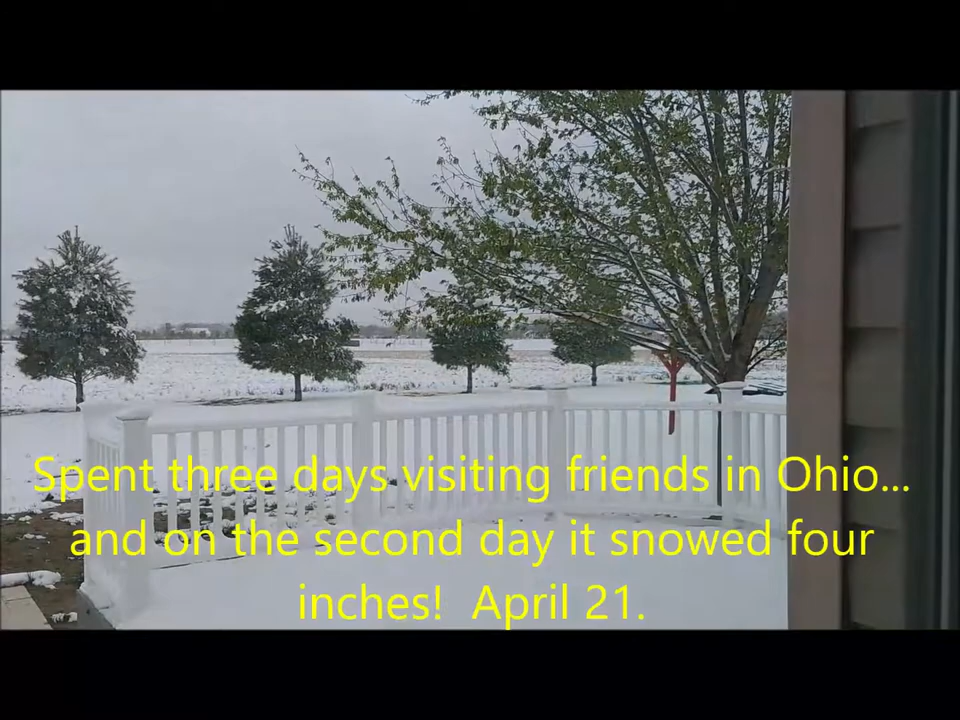 Spent three days visiting friends in Ohio...
and on the second day it snowed four
inches!  April 21.